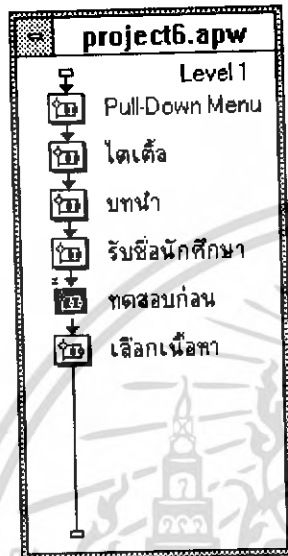 project6.apw
Level 1
Pull-Down Menu
ไตเติ้ล
บทนำ
รับชื่อนักศึกษา
ทดสอบก่อน
เลือกเนื้อหา